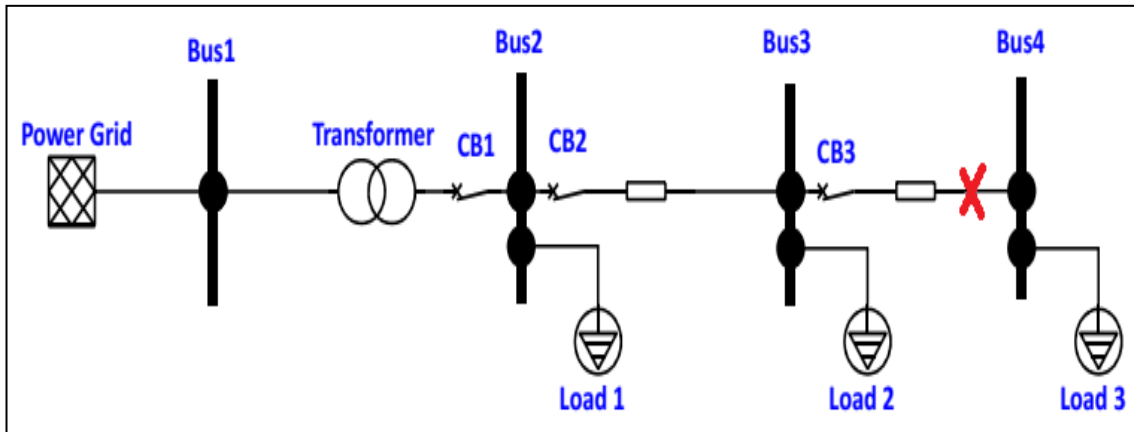 Bus1
Bus2
Bus3
Bus4
Power Grid
Transformer
CB1
CB2
CB3
Load 1
Load 2
Load 3